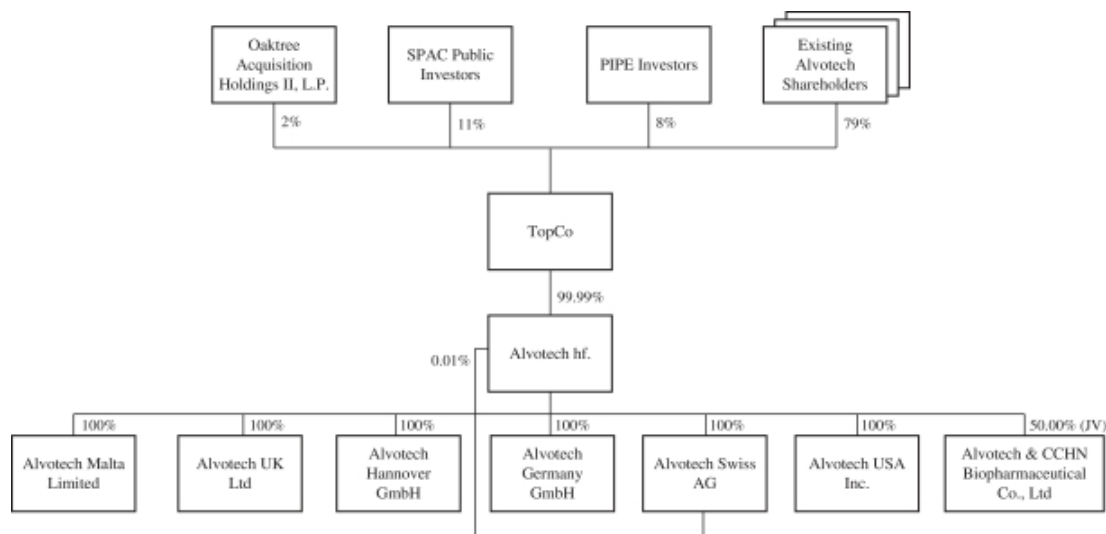 Oaktree
Acquisition
Holdings II, L.P.
SPAC Public
Investors
PIPE Investors
Existing
Alvotech
Shareholders
2%
11%
8%
79%
TopCo
99.99%
Alvotech hf.
0.01%
100%
100%
100%
100%
100%
100%
50.00% (JV)
Alvotech Malta
Limited
Alvotech UK
Ltd
Alvotech
Hannover
GmbH
Alvotech
Germany
GmbH
Alvotech Swiss
AG
Alvotech USA
Inc.
Alvotech & CCHN
Biopharmaceutical
Co., Ltd